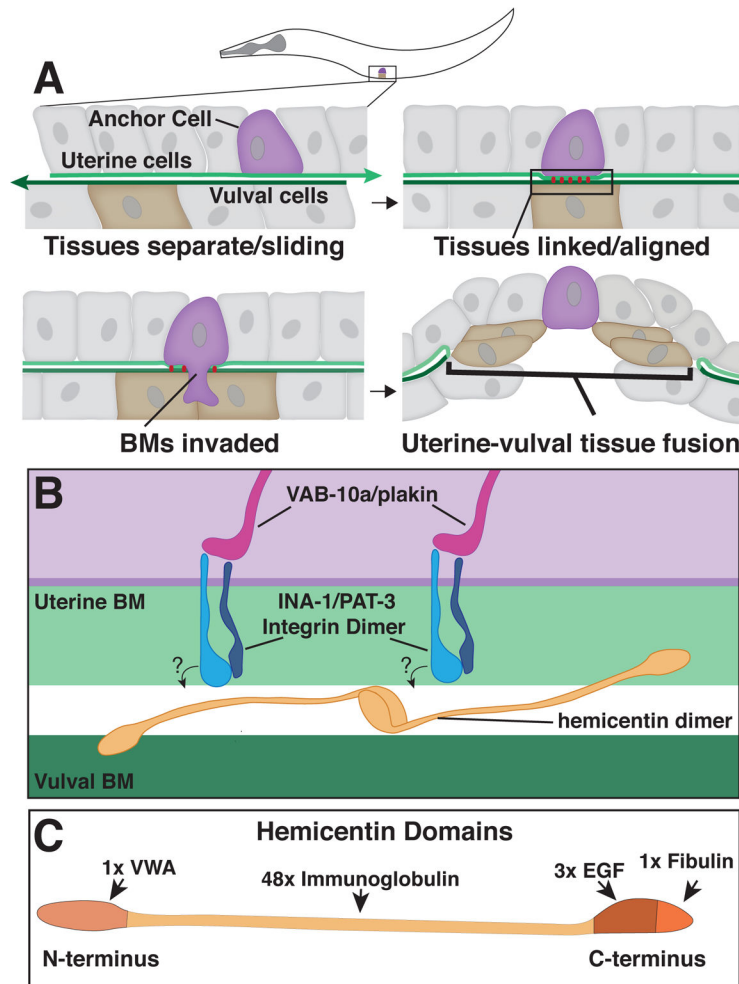 A
Anchor Cell
Uterine cells
Vulval cells
Tissues separate/sliding
Tissues linked/aligned
BMs invaded
Uterine-vulval tissue fusion
B
VAB-10a/plakin
Uterine BM
INA-1/PAT-3
Integrin Dimer
?
?
hemicentin dimer
Vulval BM
C
Hemicentin Domains
1x VWA
48x Immunoglobulin
3x EGF
1x Fibulin
N-terminus
C-terminus